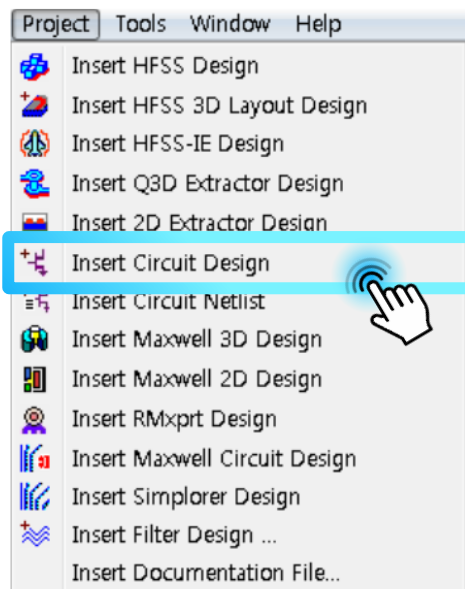 Project Tools Window Help
Insert HFSS Design
Insert HFSS 3D Layout Design
Insert HFSS-IE Design
Insert Q3D Extractor Design
Insert 2D Extractor Design
Insert Circuit Design
Insert Circuit Netlist
Insert Maxwell 3D Design
Insert Maxwell 2D Design
Insert RMxprt Design
Insert Maxwell Circuit Design
Insert Simplorer Design
Insert Filter Design ...
Insert Documentation File...